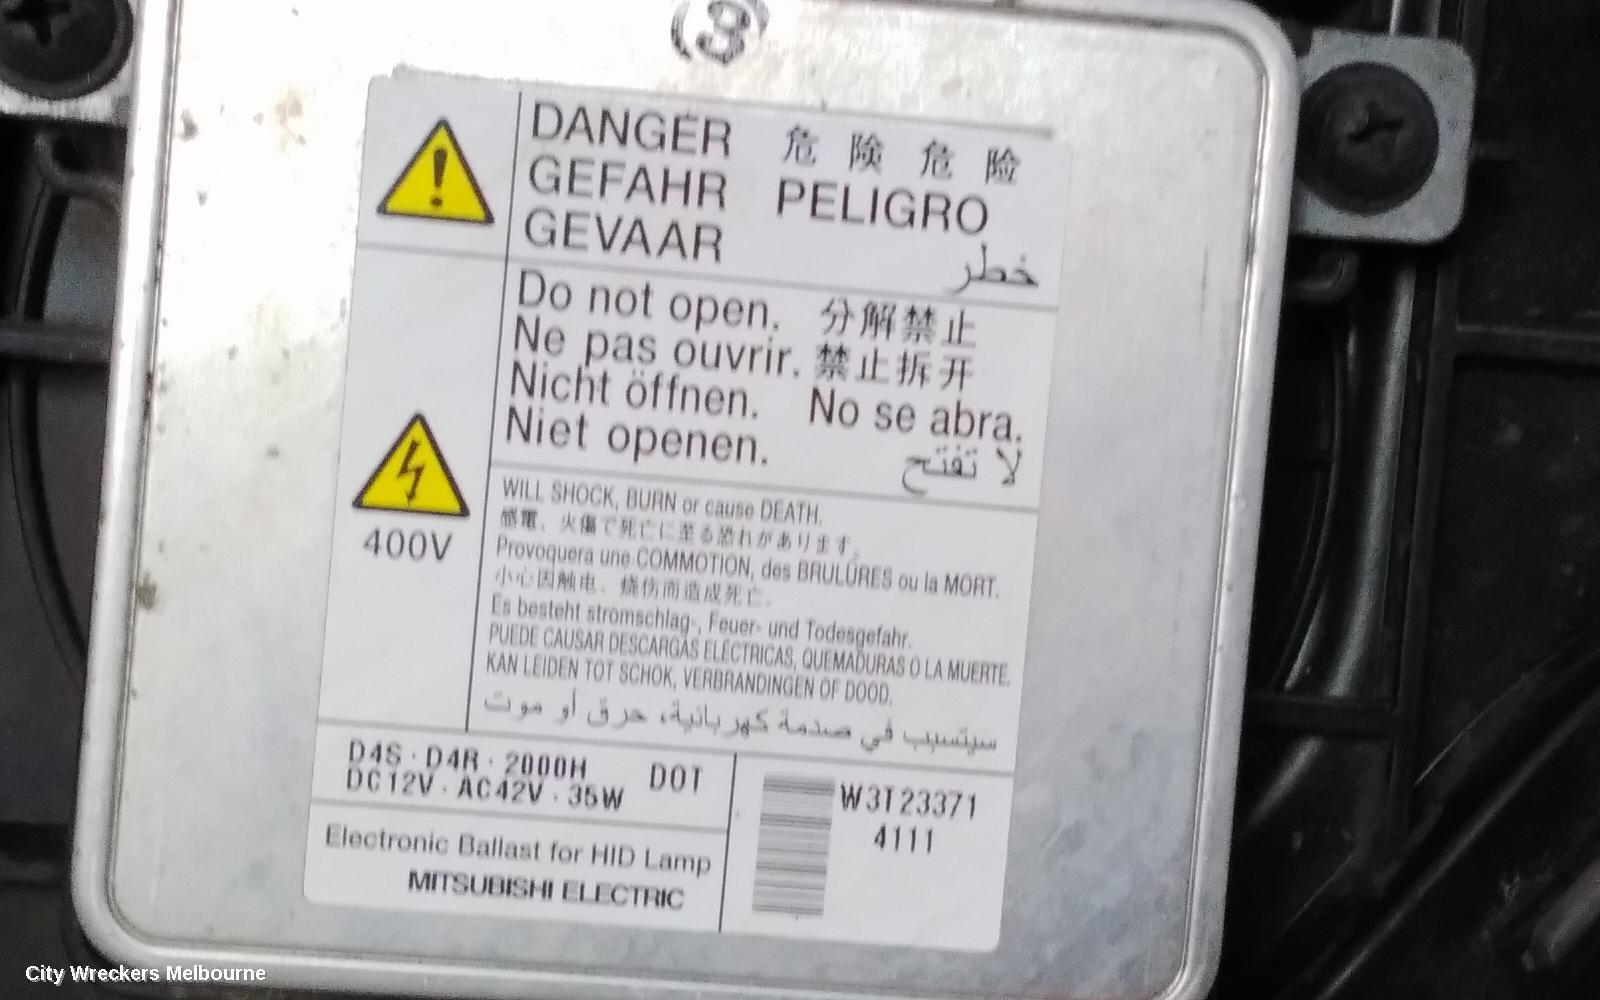 (3)
DANGER 危険 危险
GEFAHR PELIGRO
GEVAAR خطر
Do not open. 分解禁止
Ne pas ouvrir. 禁止拆开
Nicht öffnen. No se abra.
Niet openen. لا تفتح
400V
WILL SHOCK, BURN or cause DEATH.
感電、火傷で死亡に至る恐れがあります。
Provoquera une COMMOTION, des BRULURES ou la MORT.
小心因触电、烧伤而造成死亡.
Es besteht stromschlag-, Feuer- und Todesgefahr.
PUEDE CAUSAR DESCARGAS ELÉCTRICAS, QUEMADURAS O LA MUERTE.
KAN LEIDEN TOT SCHOK, VERBRANDINGEN OF DOOD.
سيتسبب في صدمة كهربائية، حرق أو موت
D4S · D4R · 2000H DOT
DC12V · AC42V · 35W
Electronic Ballast for HID Lamp
MITSUBISHI ELECTRIC
W3T23371
4111
City Wreckers Melbourne